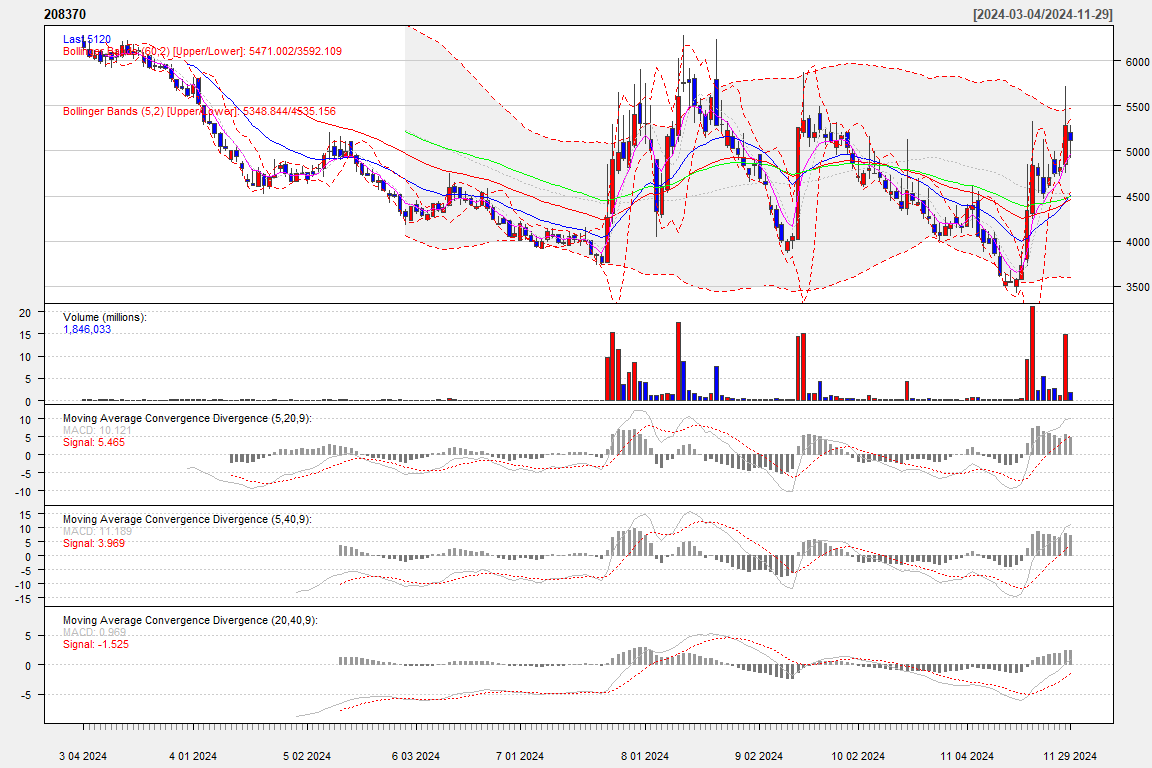 208370 [2024-03-04/2024-11-29]
Last 5120
Bollinger Bands (60,2) [Upper/Lower]: 5471.002/3592.109
Bollinger Bands (5,2) [Upper/Lower]: 5348.844/4535.156
6000
5500
5000
4500
4000
3500
Volume (millions):
1,846,033
20
15
10
5
0
Moving Average Convergence Divergence (5,20,9):
MACD: 10.121
Signal: 5.465
10
5
0
-5
-10
Moving Average Convergence Divergence (5,40,9):
MACD: 11.189
Signal: 3.969
15
10
5
0
-5
-10
-15
Moving Average Convergence Divergence (20,40,9):
MACD: 0.969
Signal: -1.525
5
0
-5
3 04 2024 4 01 2024 5 02 2024 6 03 2024 7 01 2024 8 01 2024 9 02 2024 10 02 2024 11 04 2024 11 29 2024